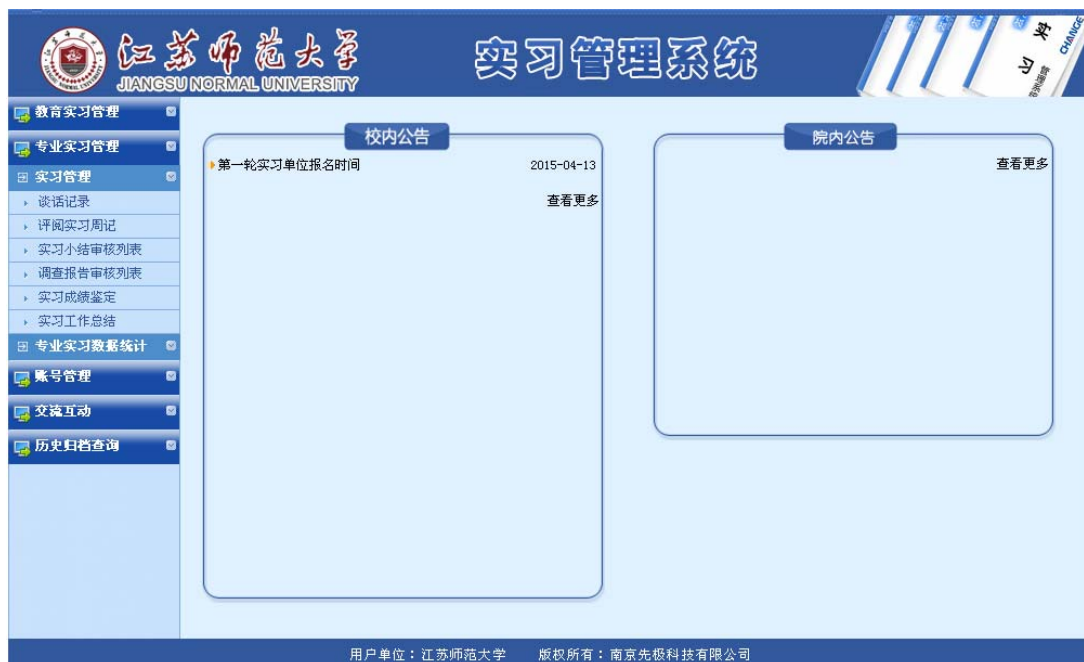 江苏师范大学
JIANGSU NORMAL UNIVERSITY
实习管理系统
CHANGE
教育实习管理
专业实习管理
实习管理
谈话记录
评阅实习周记
实习小结审核列表
调查报告审核列表
实习成绩鉴定
实习工作总结
专业实习数据统计
账号管理
交流互动
历史归档查询
校内公告
第一轮实习单位报名时间 2015-04-13
查看更多
院内公告
查看更多
用户单位：江苏师范大学 版权所有：南京先极科技有限公司